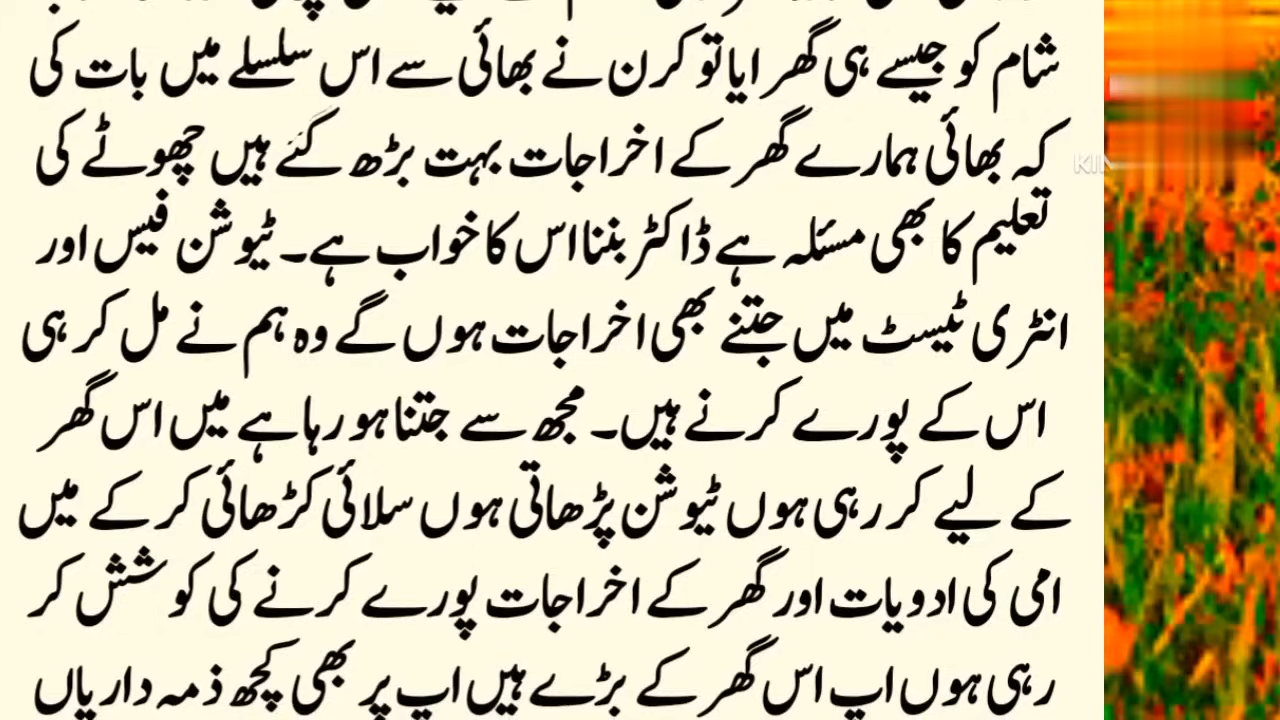 شام کو جیسے ہی گھر ایا تو کرن نے بھائی سے اس سلسلے میں بات کی
کہ بھائی ہمارے گھر کے اخراجات بہت بڑھ گئے ہیں چھوٹے کی
تعلیم کا بھی مسئلہ ہے ڈاکٹر بننا اس کا خواب ہے۔ ٹیوشن فیس اور
انٹری ٹیسٹ میں جتنے بھی اخراجات ہوں گے وہ ہم نے مل کر ہی
اس کے پورے کرنے ہیں۔ مجھ سے جتنا ہو رہا ہے میں اس گھر
کے لیے کر رہی ہوں ٹیوشن پڑھاتی ہوں سلائی کڑھائی کر کے میں
امی کی ادویات اور گھر کے اخراجات پورے کرنے کی کوشش کر
رہی ہوں اپ اس گھر کے بڑے ہیں اپ پر بھی کچھ ذمہ داریاں